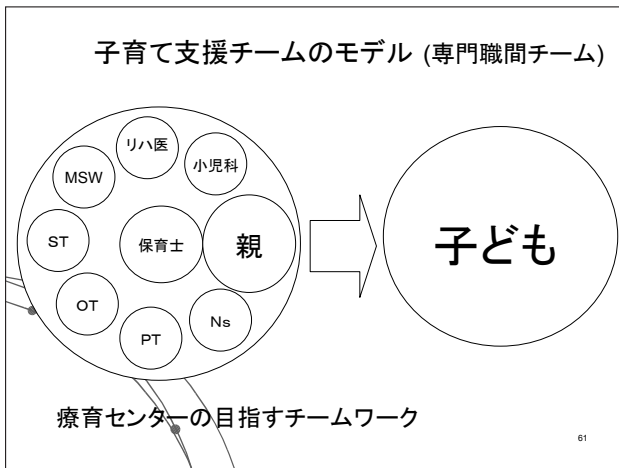 子育て支援チームのモデル (専門職間チーム)
リハ医
小児科
MSW
ST
保育士
親
OT
PT
Ns
子ども
療育センターの目指すチームワーク
61